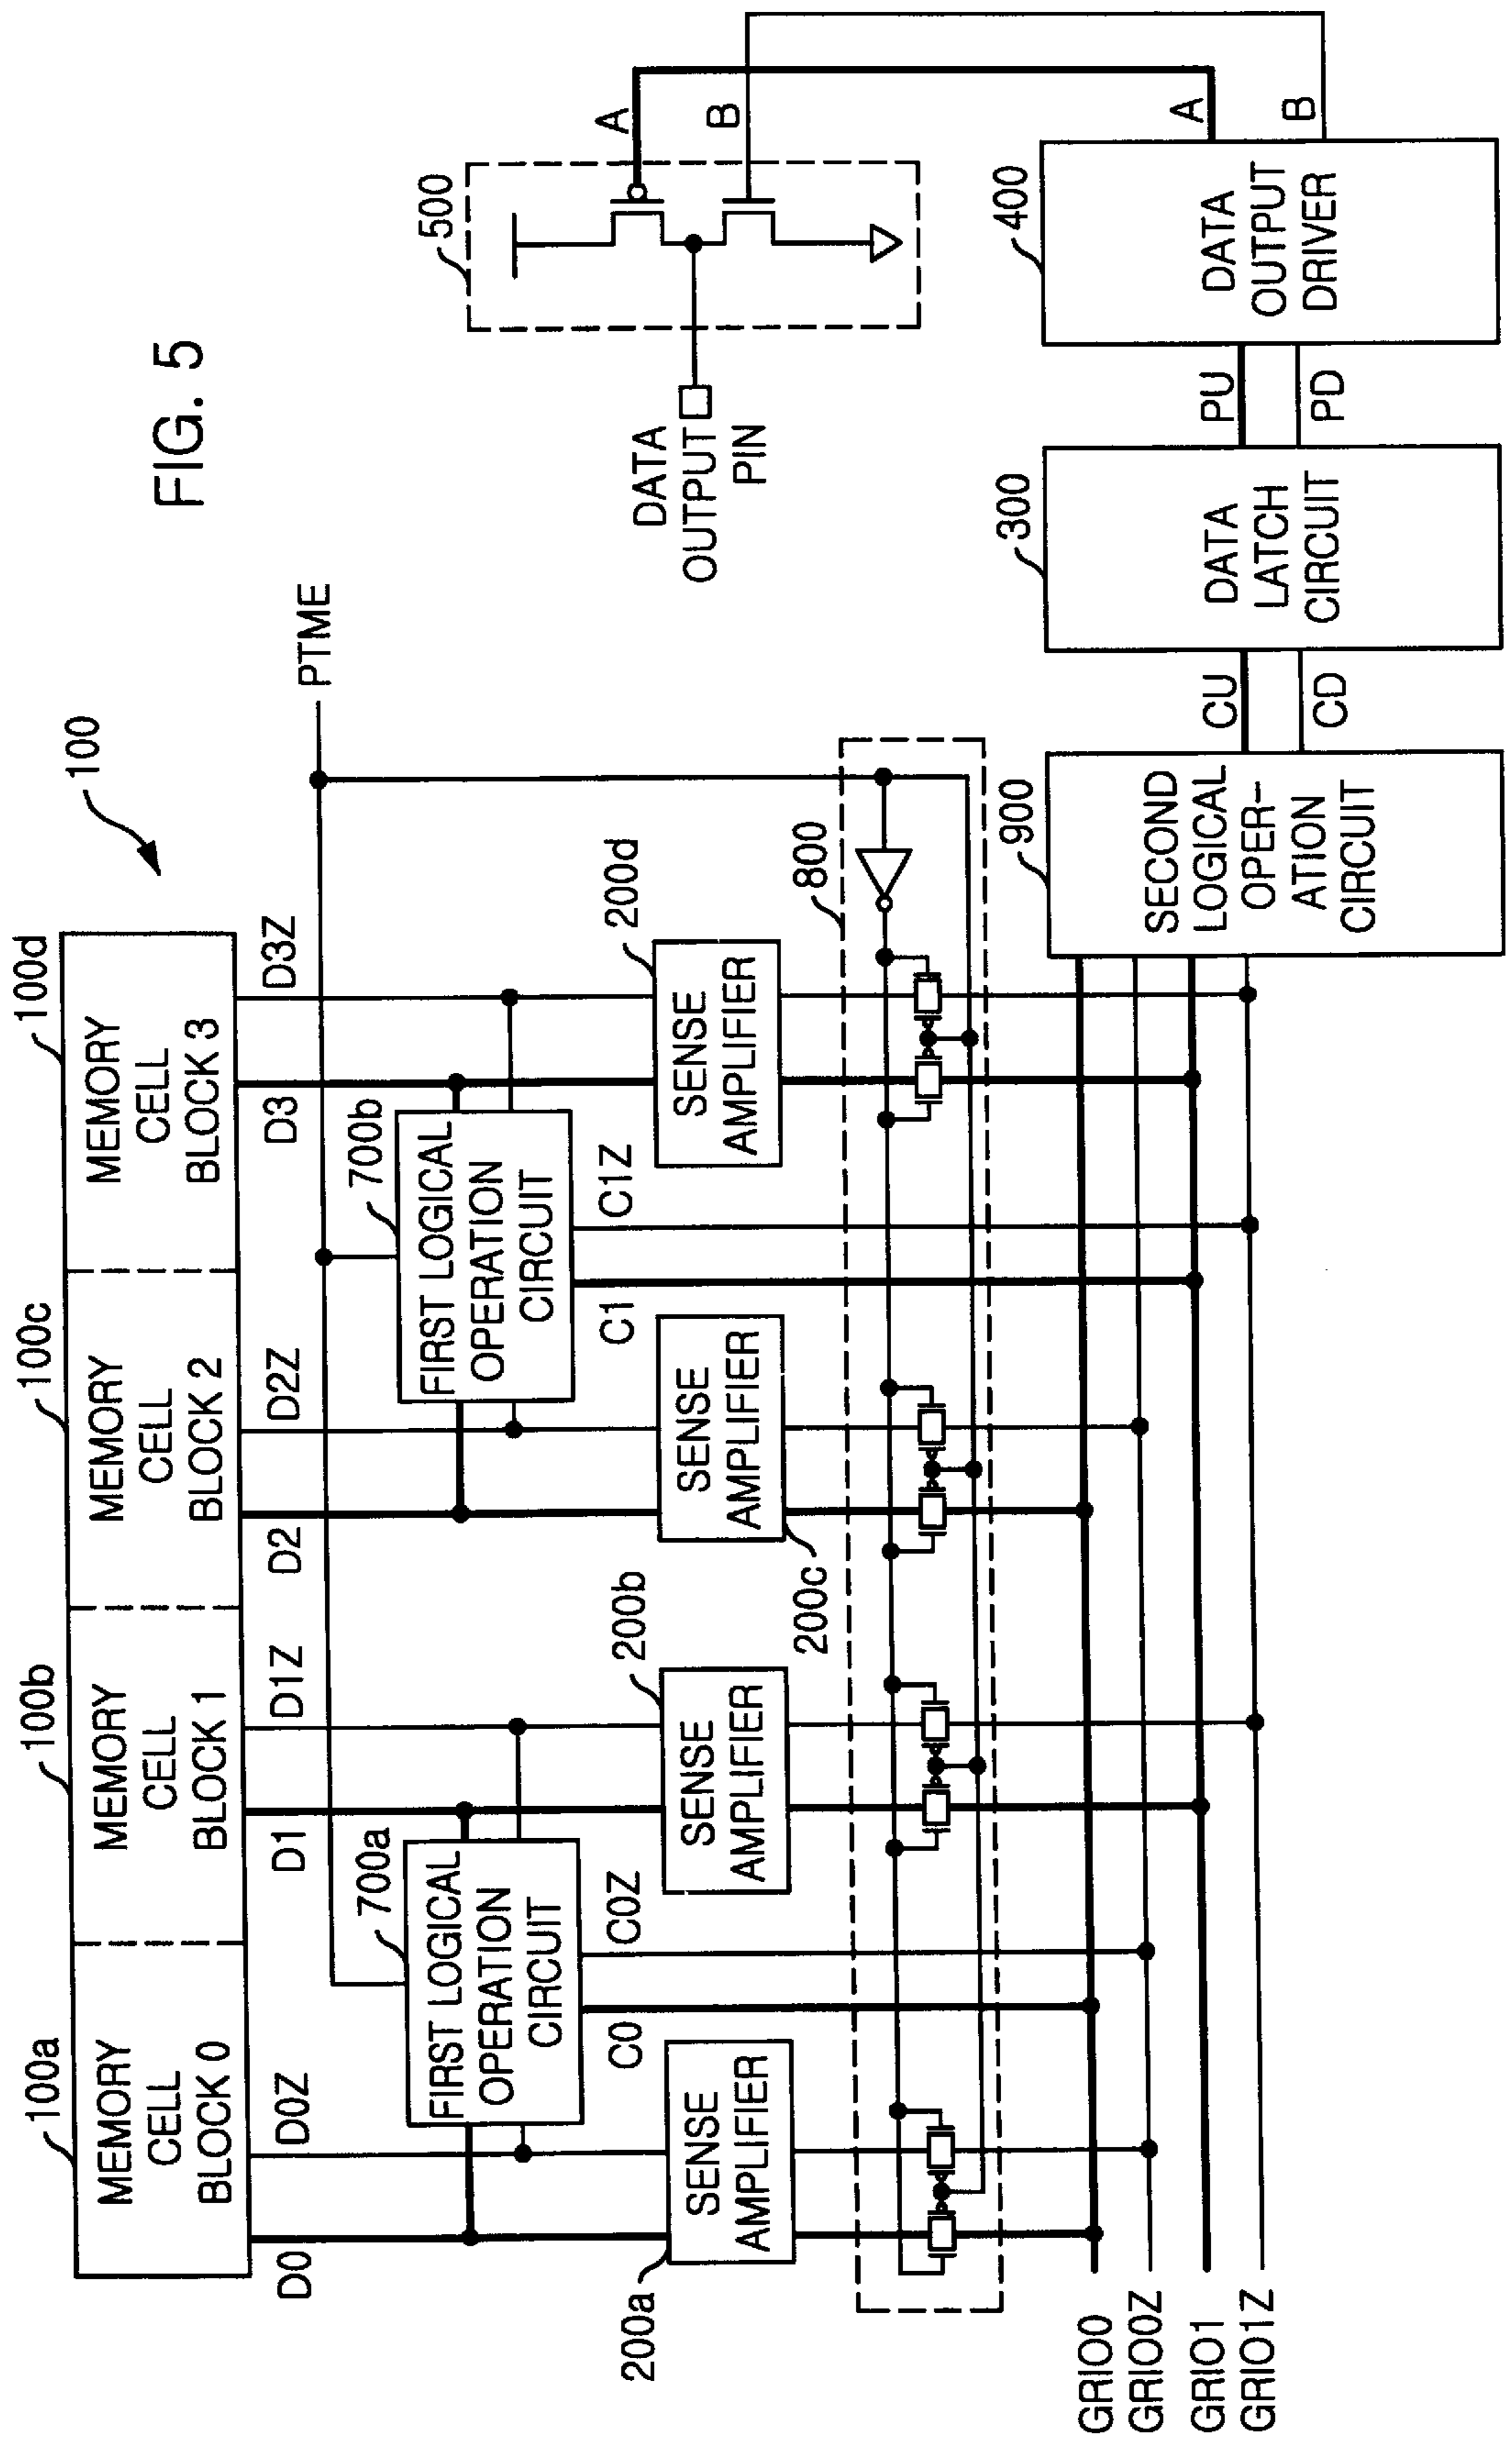 FIG. 5
100
100a
100b
100c
100d
MEMORY
CELL
BLOCK 0
MEMORY
CELL
BLOCK 1
MEMORY
CELL
BLOCK 2
MEMORY
CELL
BLOCK 3
D0
D0Z
D1
D1Z
D2
D2Z
D3
D3Z
PTME
700a
FIRST LOGICAL
OPERATION
CIRCUIT
700b
FIRST LOGICAL
OPERATION
CIRCUIT
C0
C0Z
C1
C1Z
200a
SENSE
AMPLIFIER
200b
SENSE
AMPLIFIER
200c
SENSE
AMPLIFIER
200d
SENSE
AMPLIFIER
800
GRIO0
GRIO0Z
GRIO1
GRIO1Z
900
SECOND
LOGICAL
OPER-
ATION
CIRCUIT
CU
CD
300
DATA
LATCH
CIRCUIT
PU
PD
400
DATA
OUTPUT
DRIVER
A
B
500
A
B
DATA
OUTPUT
PIN